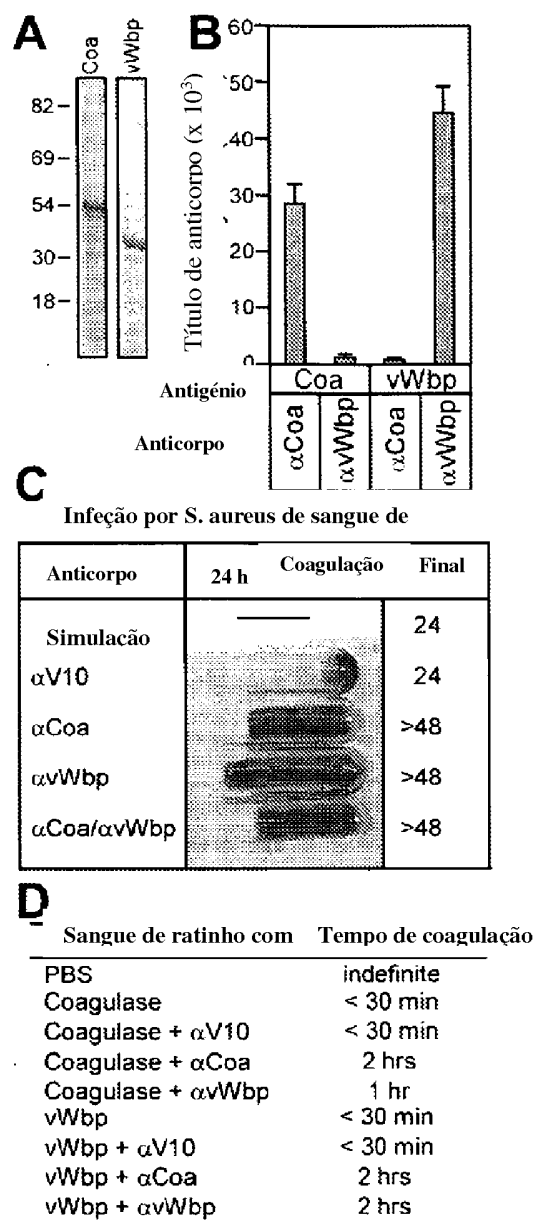 A
Coa
vWbp
82
69
54
30
18
B
Título de anticorpo (x 10³)
60
50
40
30
20
10
0
Antigénio
Coa
vWbp
Anticorpo
αCoa
αvWbp
αCoa
αvWbp
C
Infeção por S. aureus de sangue de
Anticorpo
24 h
Coagulação
Final
Simulacão
24
αV10
24
αCoa
>48
αvWbp
>48
αCoa/αvWbp
>48
D
Sangue de ratinho com
Tempo de coagulação
PBS
indefinite
Coagulase
< 30 min
Coagulase + αV10
< 30 min
Coagulase + αCoa
2 hrs
Coagulase + αvWbp
1 hr
vWbp
< 30 min
vWbp + αV10
< 30 min
vWbp + αCoa
2 hrs
vWbp + αvWbp
2 hrs